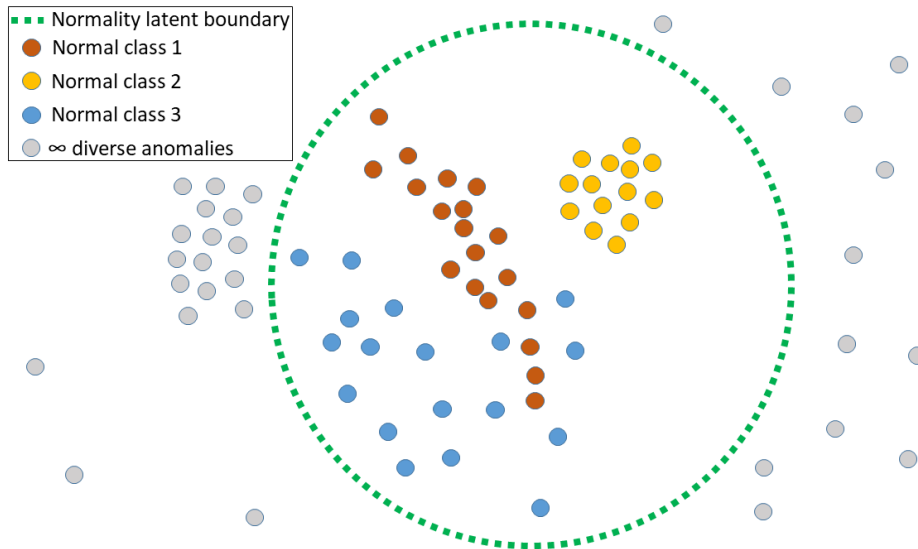 Normality latent boundary
Normal class 1
Normal class 2
Normal class 3
∞ diverse anomalies